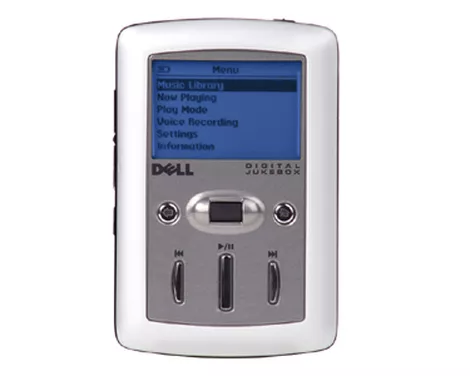 Menu
Music Library
Now Playing
Play Mode
Voice Recording
Settings
Information
DELL
DIGITAL
JUKEBOX